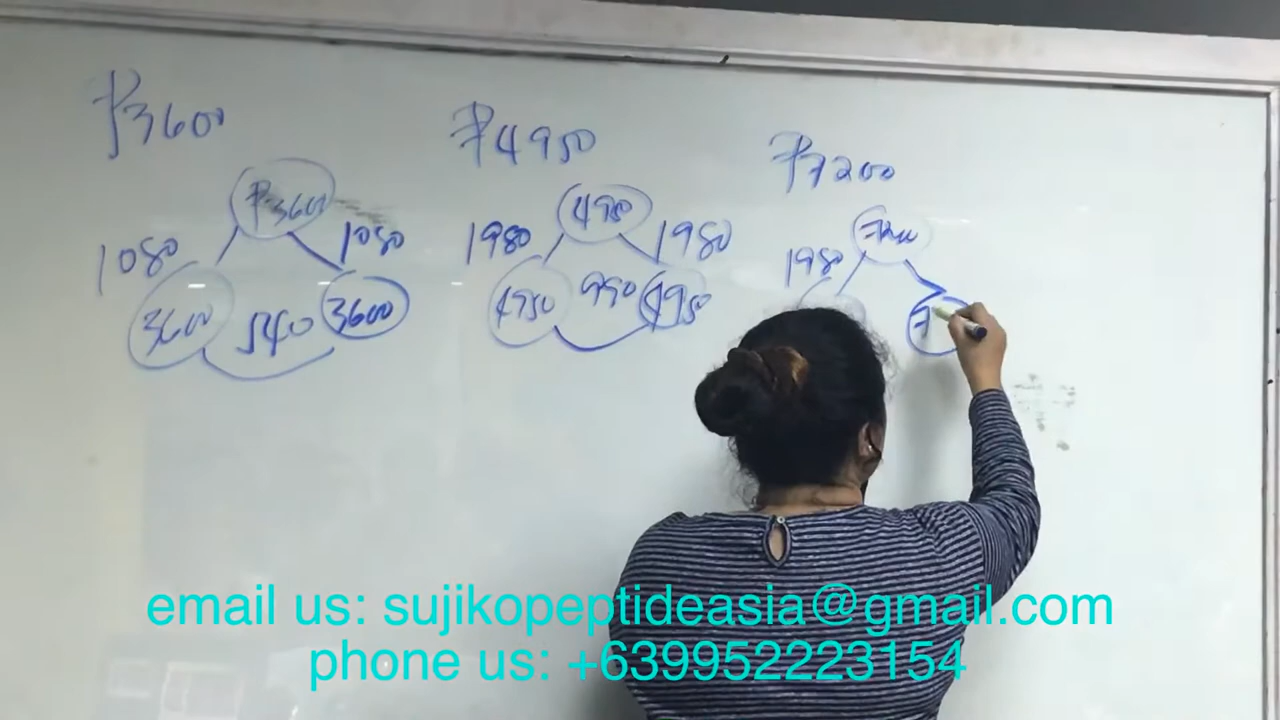 ₱3600
₱3600
1080 1080
3600 540 3600
₱4950
4950
1980 1980
4950 990 4950
₱7200
7200
1980
7
email us: sujikopeptideasia@gmail.com
phone us: +639952223154